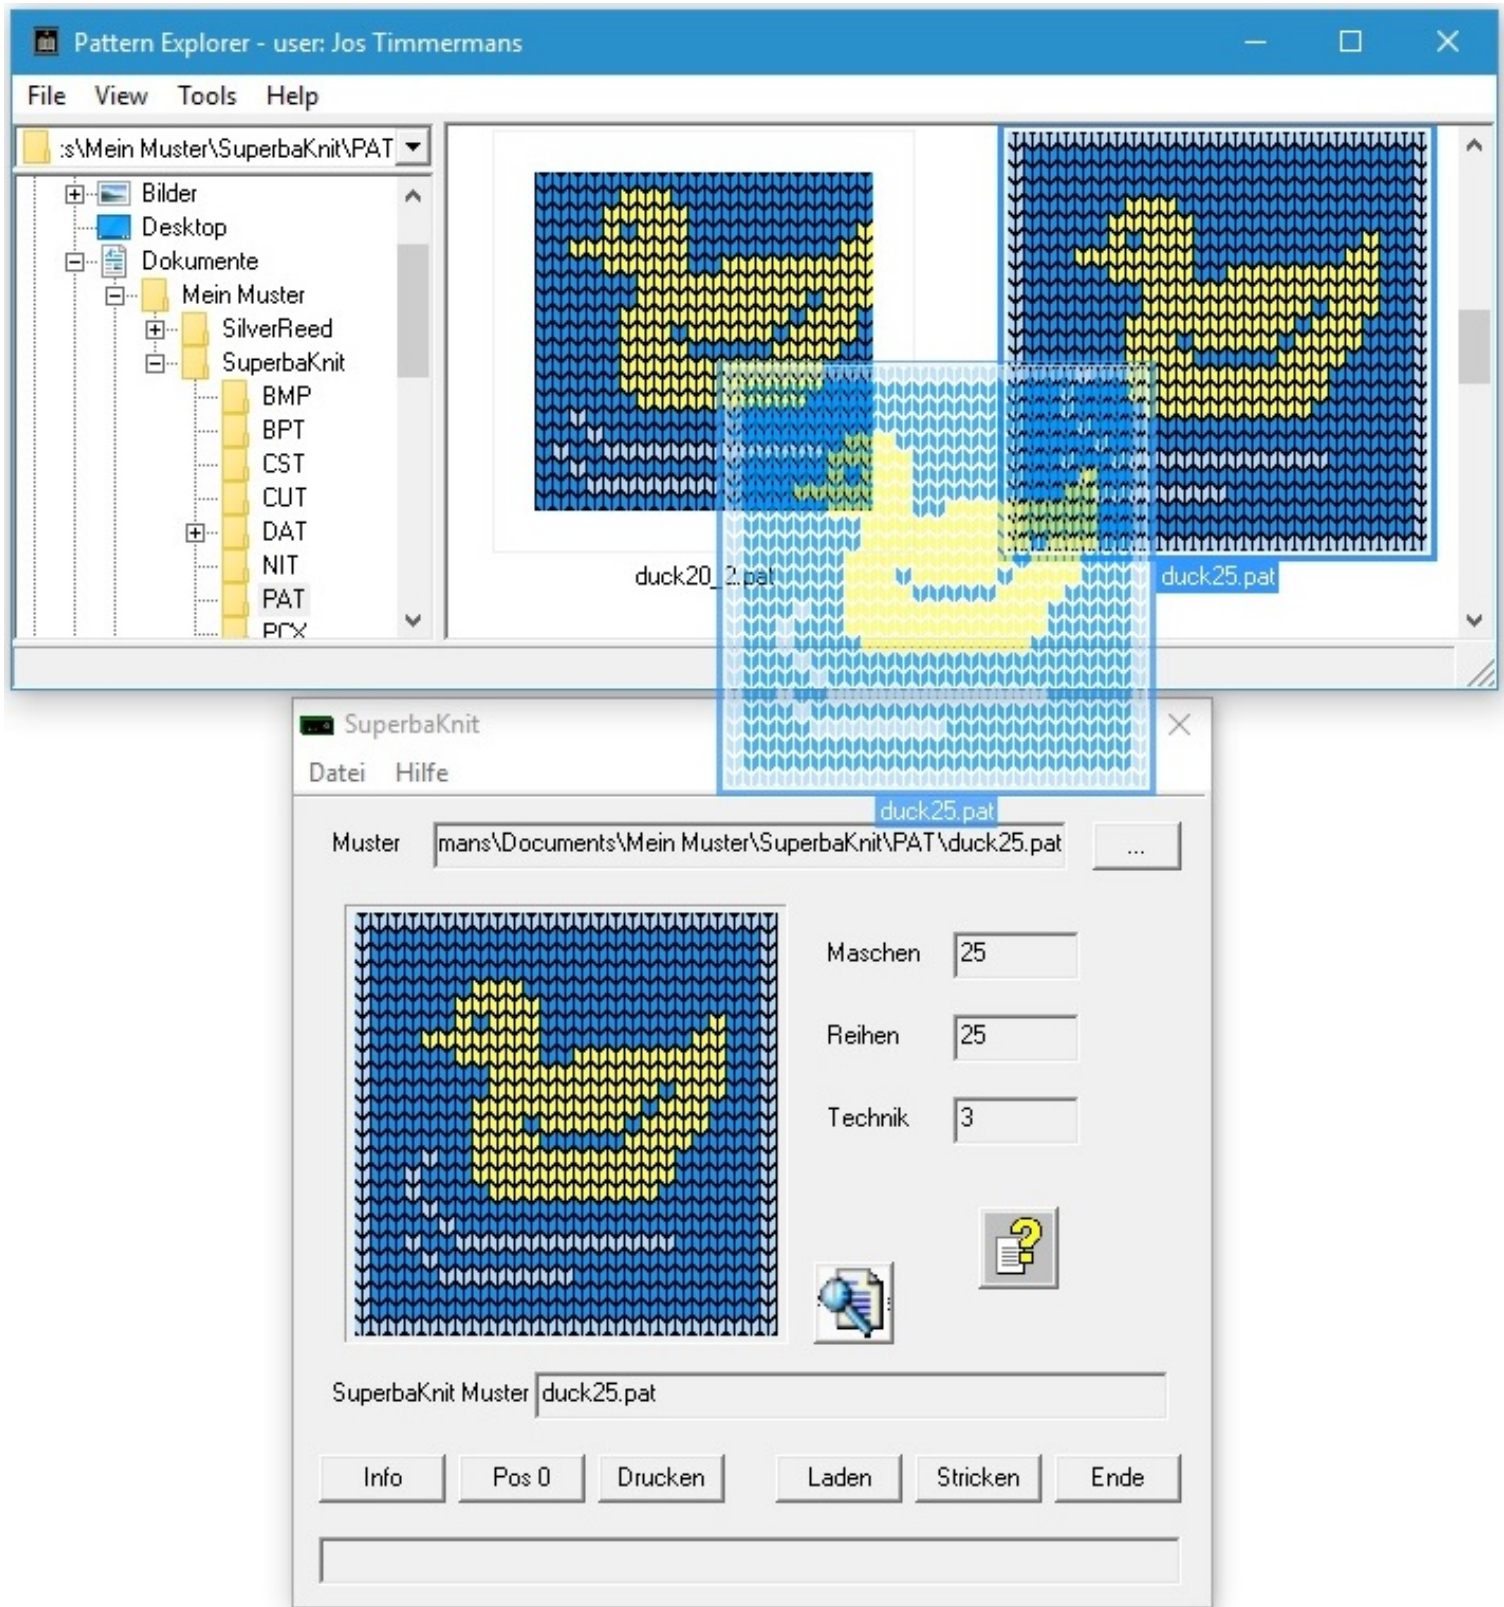 Pattern Explorer - user: Jos Timmermans
File View Tools Help
:s\Mein Muster\SuperbaKnit\PAT
Bilder
Desktop
Dokumente
Mein Muster
SilverReed
SuperbaKnit
BMP
BPT
CST
CUT
DAT
NIT
PAT
PCX
duck20_2.pat
duck25.pat
duck25.pat
SuperbaKnit
Datei Hilfe
Muster mans\Documents\Mein Muster\SuperbaKnit\PAT\duck25.pat ...
Maschen 25
Reihen 25
Technik 3
SuperbaKnit Muster duck25.pat
Info Pos 0 Drucken Laden Stricken Ende